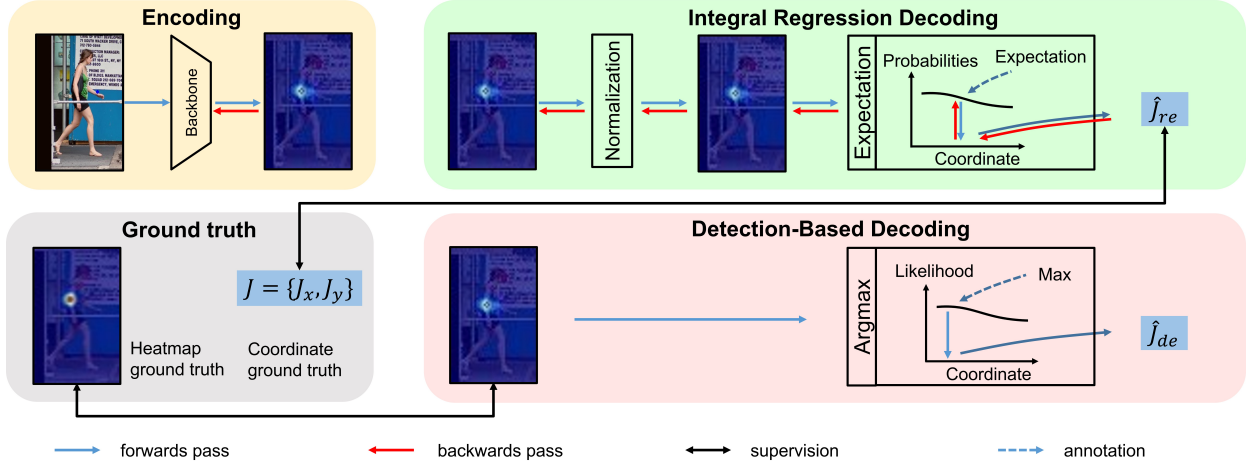 Encoding
Backbone
Integral Regression Decoding
Normalization
Expectation
Probabilities
Expectation
Coordinate
Ĵ_re
Ground truth
J = {J_x, J_y}
Heatmap
ground truth
Coordinate
ground truth
Detection-Based Decoding
Argmax
Likelihood
Max
Coordinate
Ĵ_de
forwards pass
backwards pass
supervision
annotation